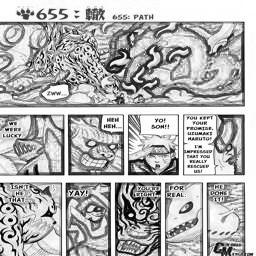 655：轍
655: PATH
ZWW...
WE
WERE
LUCKY
HEH
HEH...
YO!
SON!!
YOU KEPT
YOUR
PROMISE,
UZUMAKI
NARUTO!
I'M
IMPRESSED
THAT YOU
REALLY
RESCUED
US!
ISN'T
HE
THAT...
YAY!
YOU'RE
RIGHT...
FOR
REAL
HE
DONE
IT!